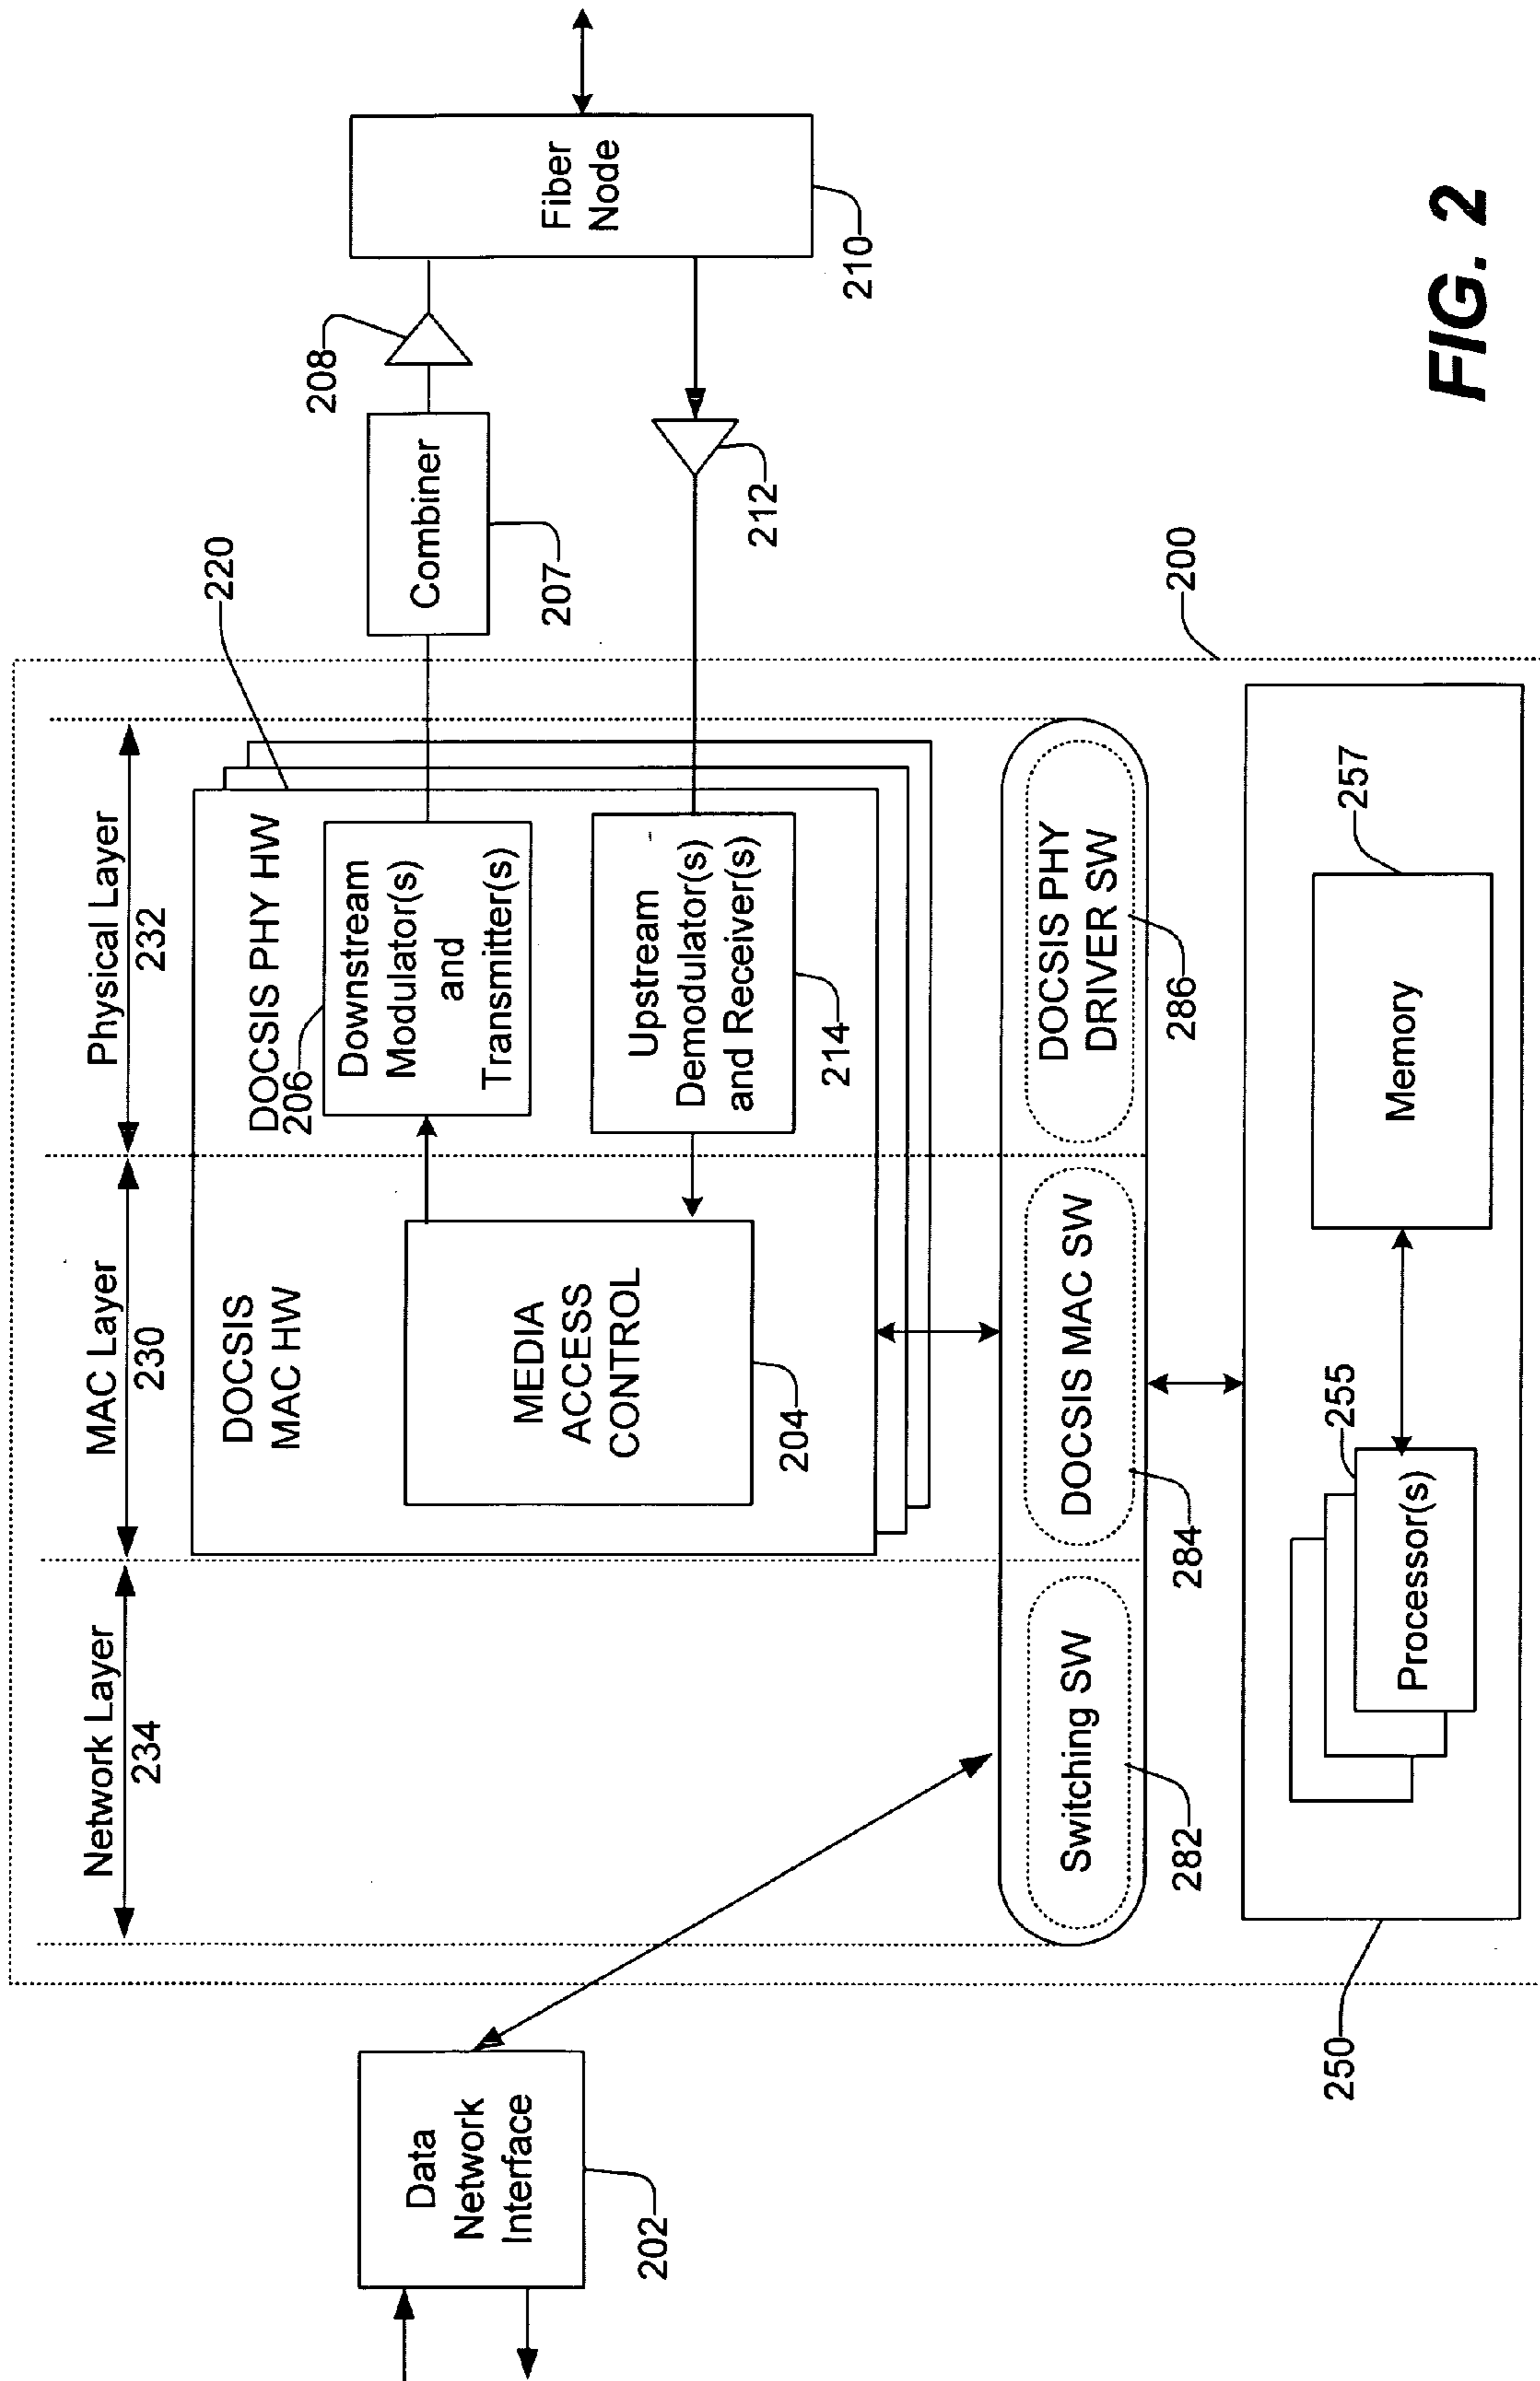 Network Layer
234
MAC Layer
230
Physical Layer
232
220
DOCSIS
MAC HW
DOCSIS PHY HW
206
Downstream
Modulator(s)
and
Transmitter(s)
MEDIA
ACCESS
CONTROL
204
Upstream
Demodulator(s)
and Receiver(s)
214
Combiner
207
208
212
Fiber
Node
210
Data
Network
Interface
202
Switching SW
282
DOCSIS MAC SW
284
DOCSIS PHY
DRIVER SW
286
200
Processor(s)
255
Memory
257
250
FIG. 2